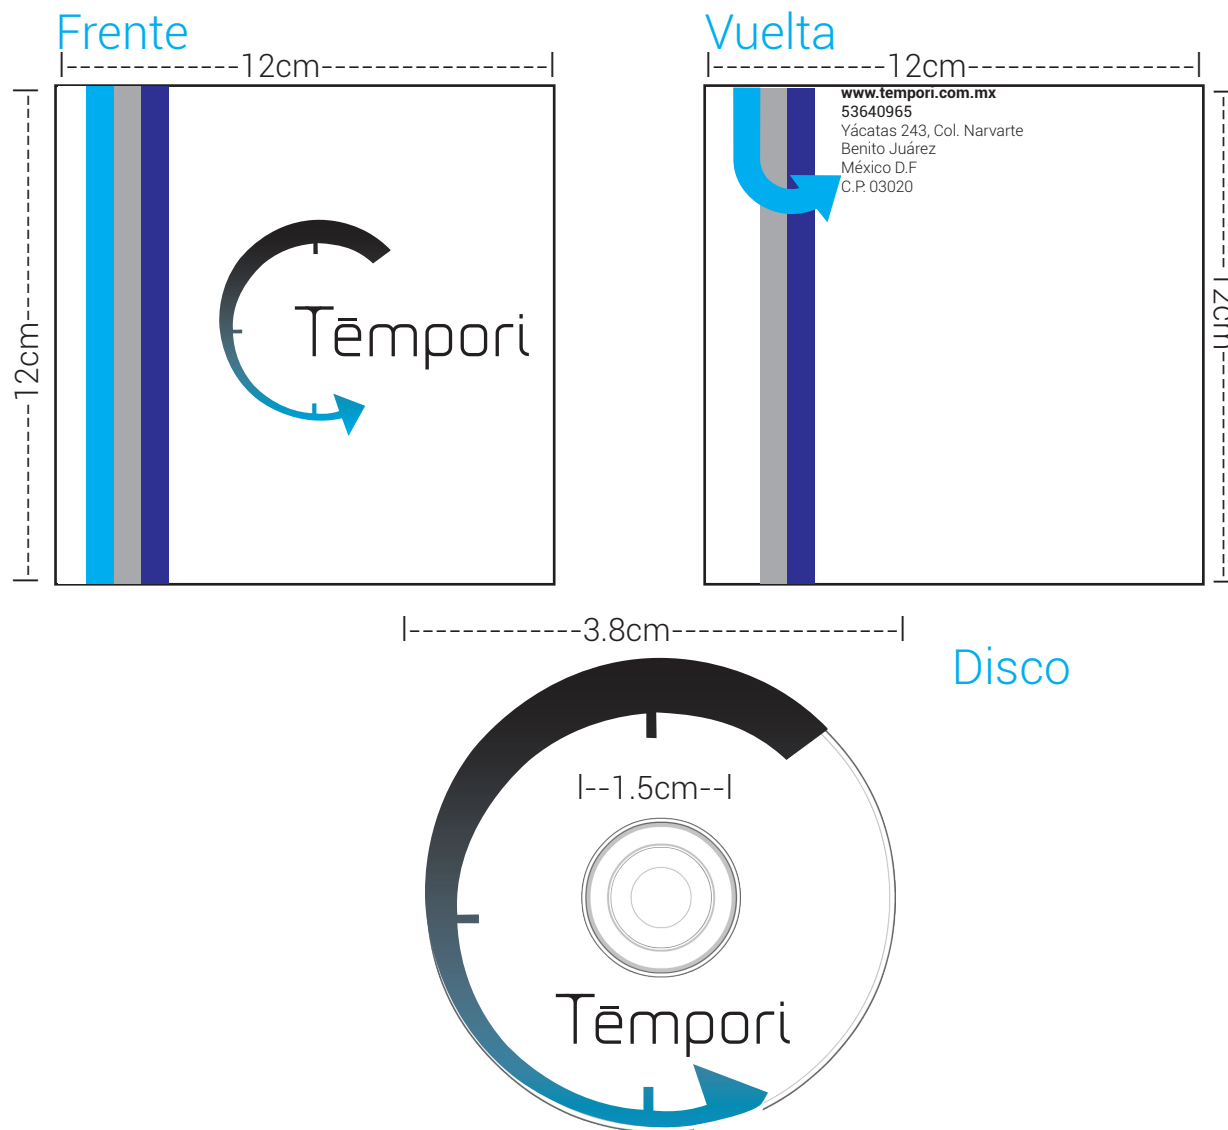 Frente
Vuelta
|------------12cm----------------|
|------------12cm----------------|
www.tempori.com.mx
53640965
Yácatas 243, Col. Narvarte
Benito Juárez
México D.F
C.P. 03020
12cm
12cm
Tēmpori
|------------3.8cm----------------|
Disco
|--1.5cm--|
Tēmpori